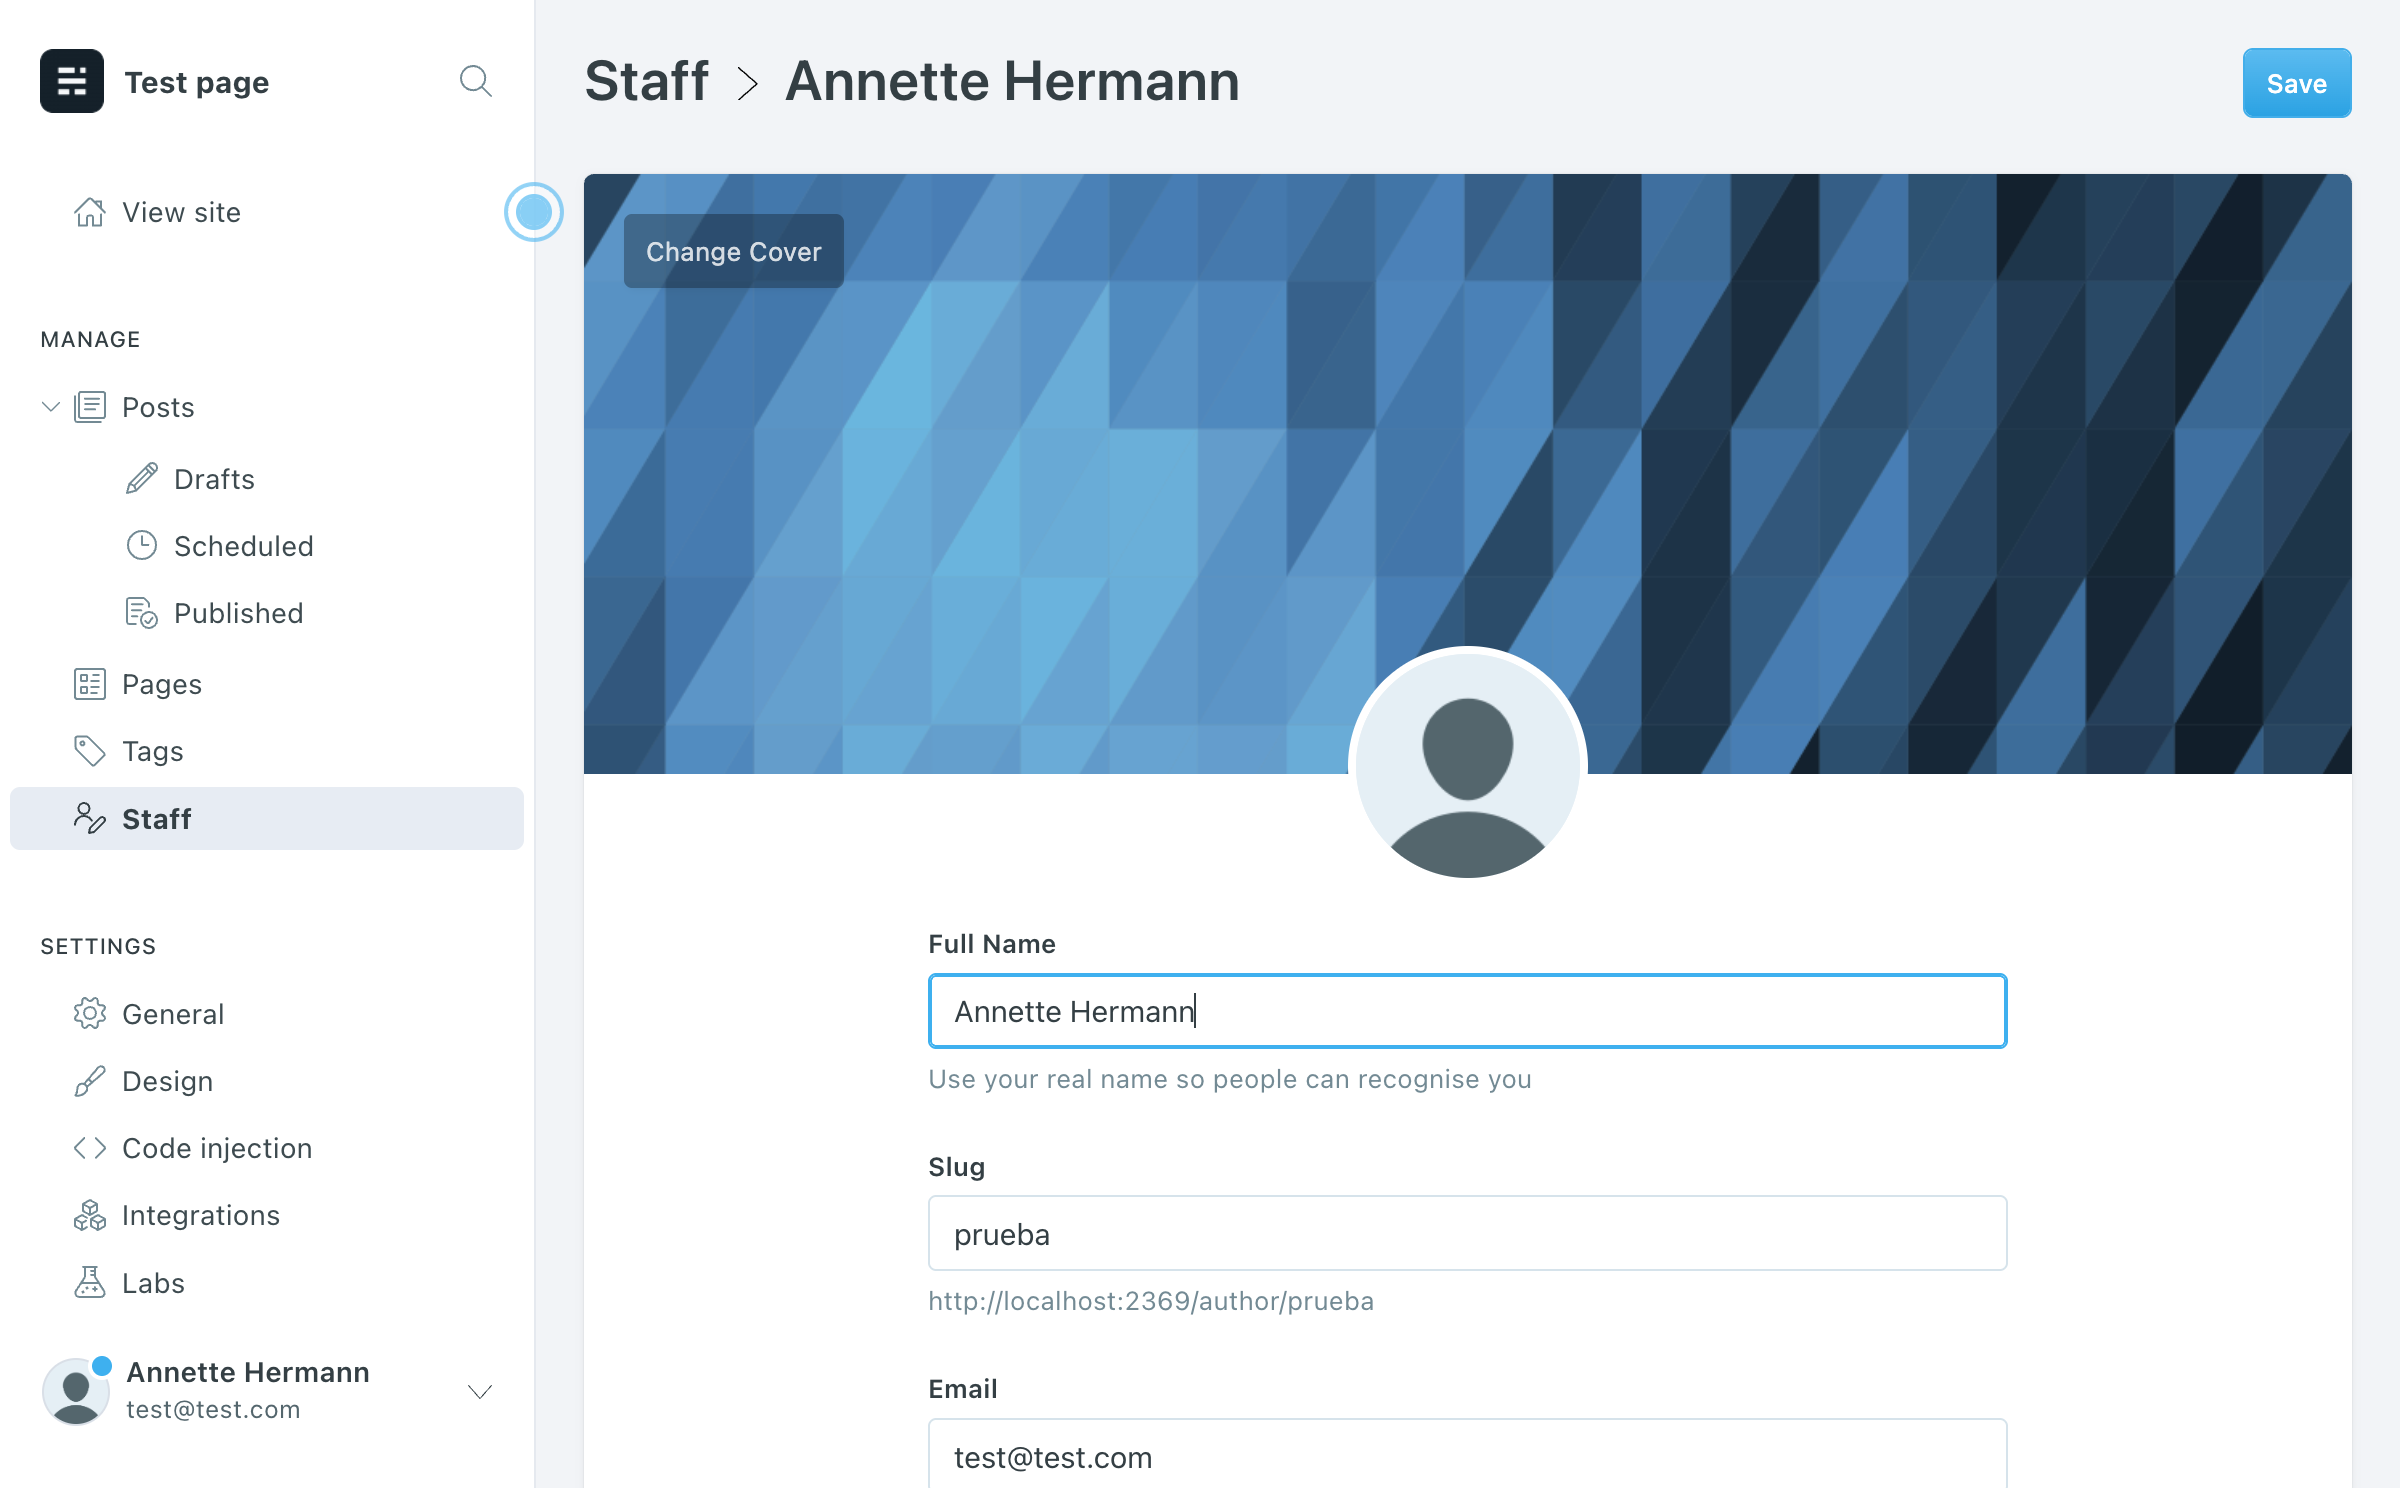 Test page
View site
MANAGE
Posts
Drafts
Scheduled
Published
Pages
Tags
Staff
SETTINGS
General
Design
Code injection
Integrations
Labs
Annette Hermann
test@test.com
Staff > Annette Hermann
Save
Change Cover
Full Name
Annette Hermann
Use your real name so people can recognise you
Slug
prueba
http://localhost:2369/author/prueba
Email
test@test.com